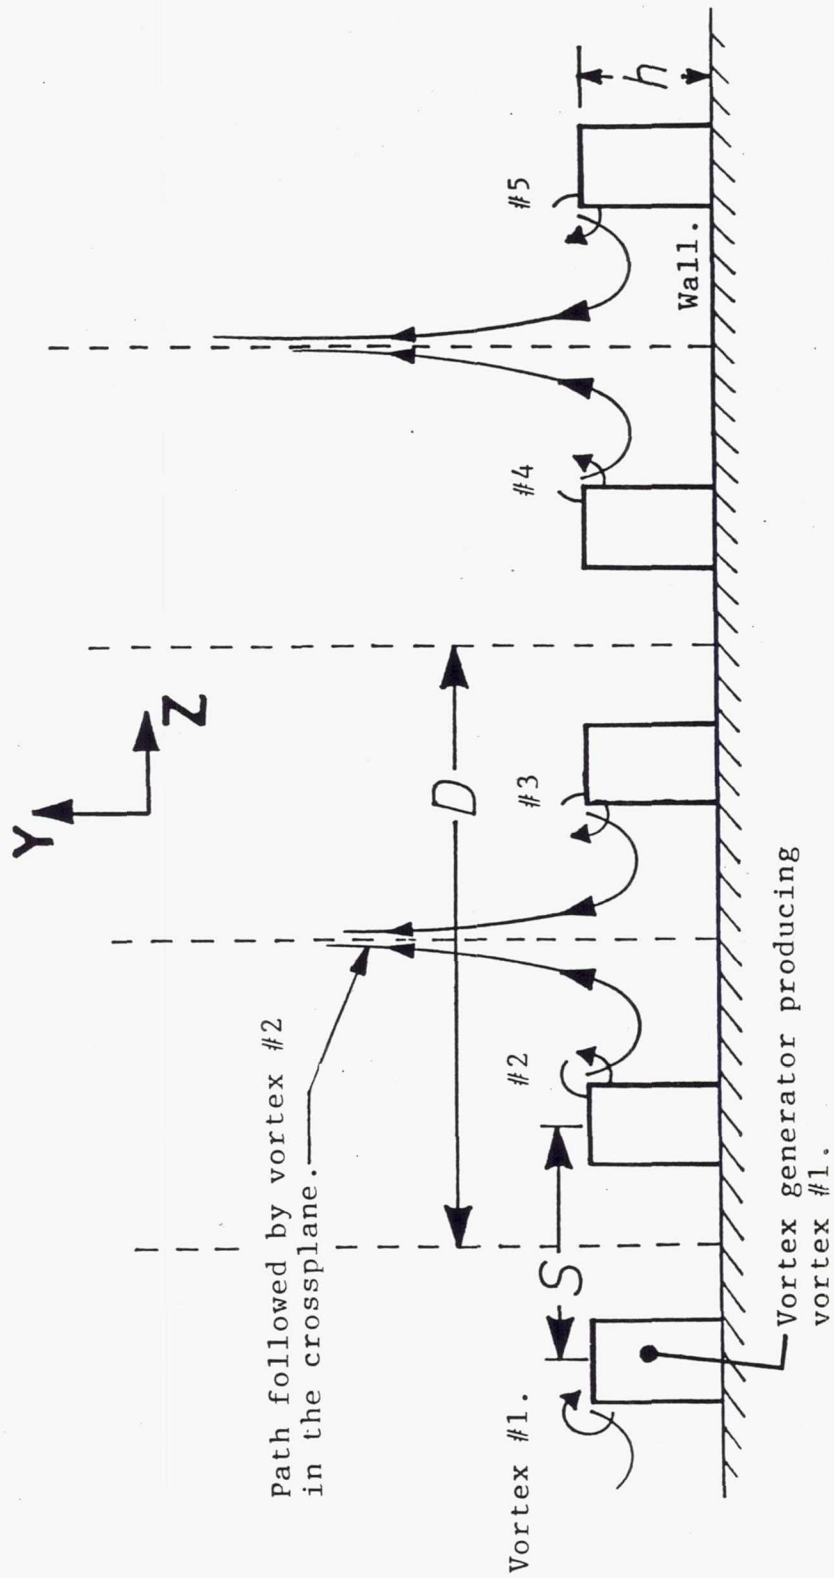 Y
Z
Path followed by vortex #2
in the crossplane.
D
Vortex #1.
S
#2
#3
#4
#5
h
Wall.
Vortex generator producing
vortex #1.